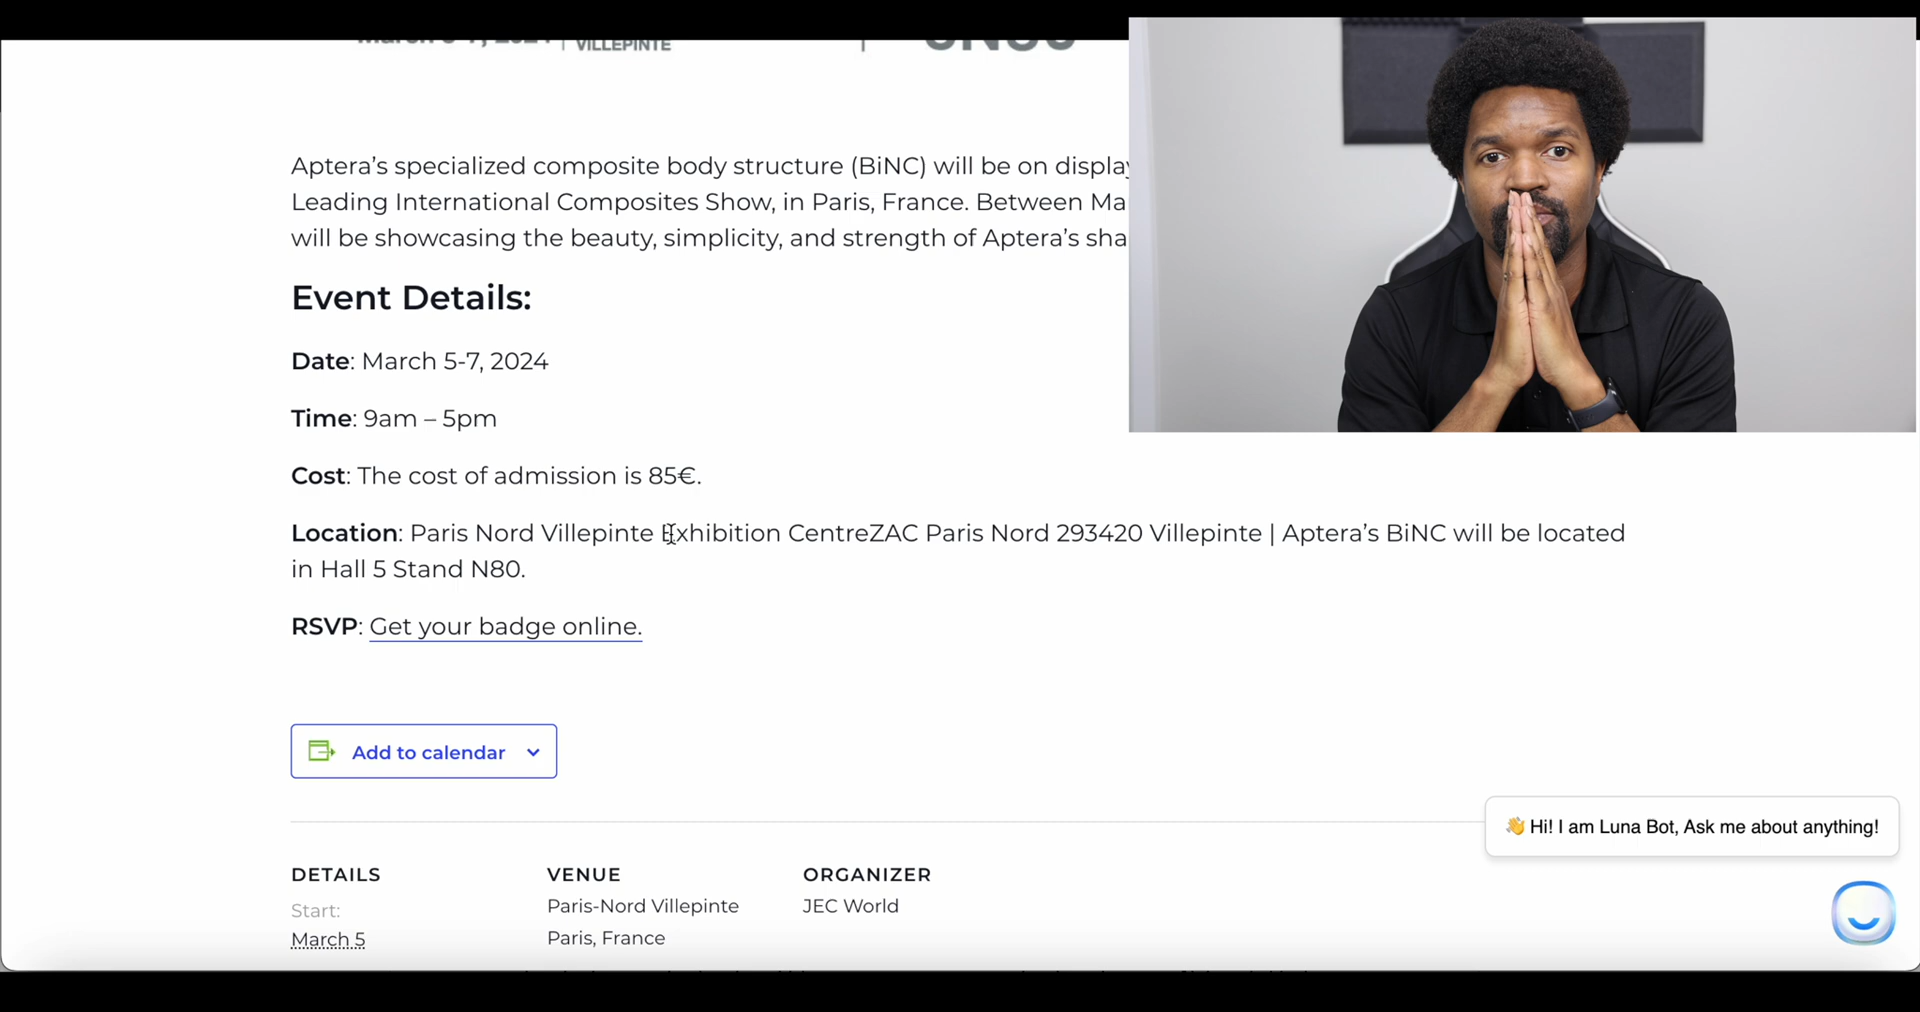 VILLEPINTE
Aptera's specialized composite body structure (BiNC) will be on display
Leading International Composites Show, in Paris, France. Between Ma
will be showcasing the beauty, simplicity, and strength of Aptera's sha
Event Details:
Date: March 5-7, 2024
Time: 9am – 5pm
Cost: The cost of admission is 85€.
Location: Paris Nord Villepinte Exhibition CentreZAC Paris Nord 293420 Villepinte | Aptera's BiNC will be located
in Hall 5 Stand N80.
RSVP: Get your badge online.
Add to calendar
👋 Hi! I am Luna Bot, Ask me about anything!
DETAILS
VENUE
ORGANIZER
Start:
Paris-Nord Villepinte
JEC World
March 5
Paris, France